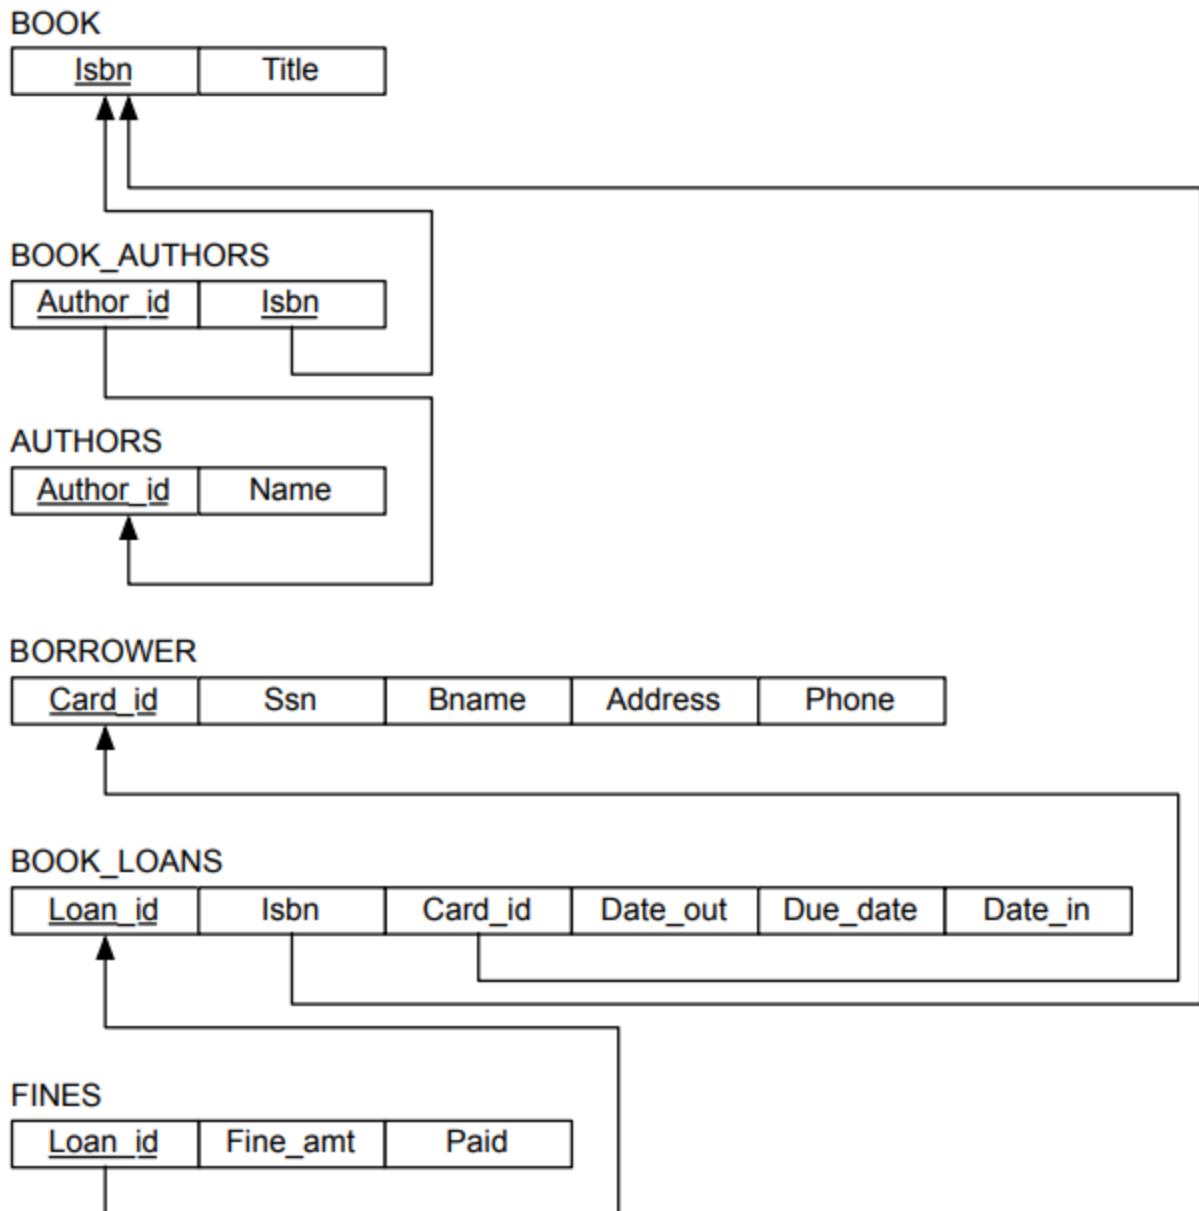 BOOK
Isbn Title
BOOK_AUTHORS
Author_id Isbn
AUTHORS
Author_id Name
BORROWER
Card_id Ssn Bname Address Phone
BOOK_LOANS
Loan_id Isbn Card_id Date_out Due_date Date_in
FINES
Loan_id Fine_amt Paid